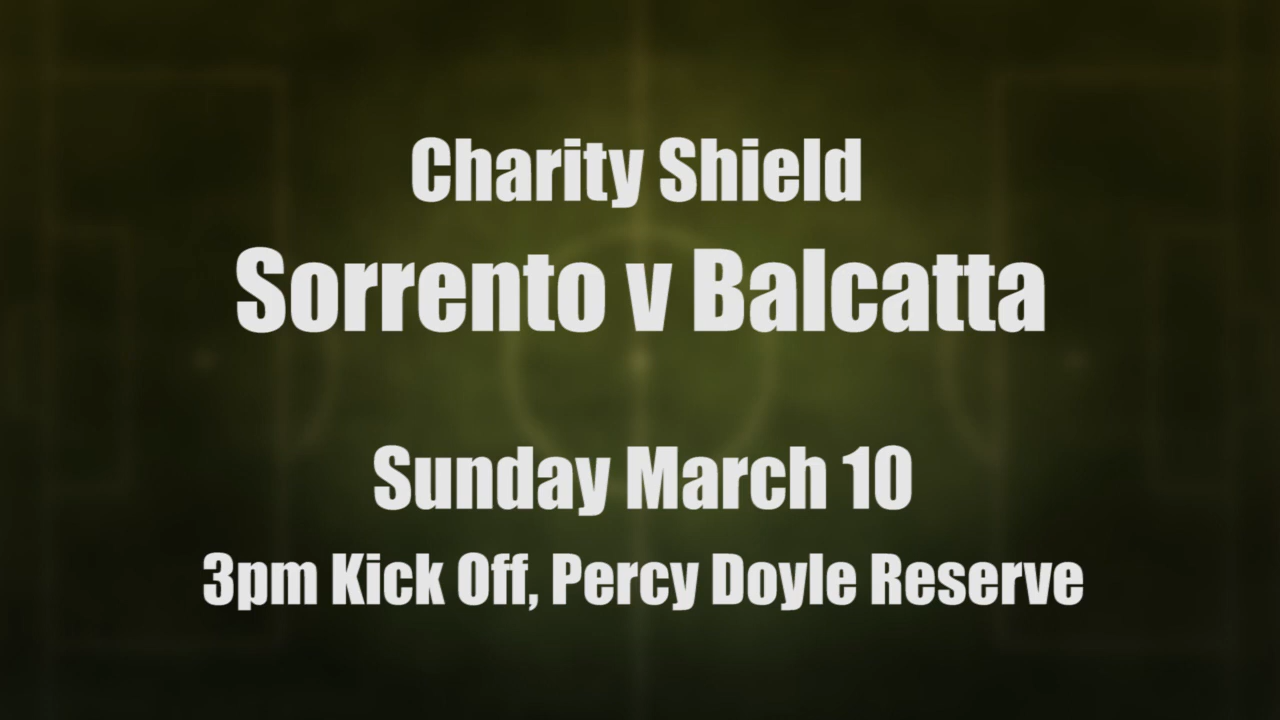 Charity Shield
Sorrento v Balcatta
Sunday March 10
3pm Kick Off, Percy Doyle Reserve